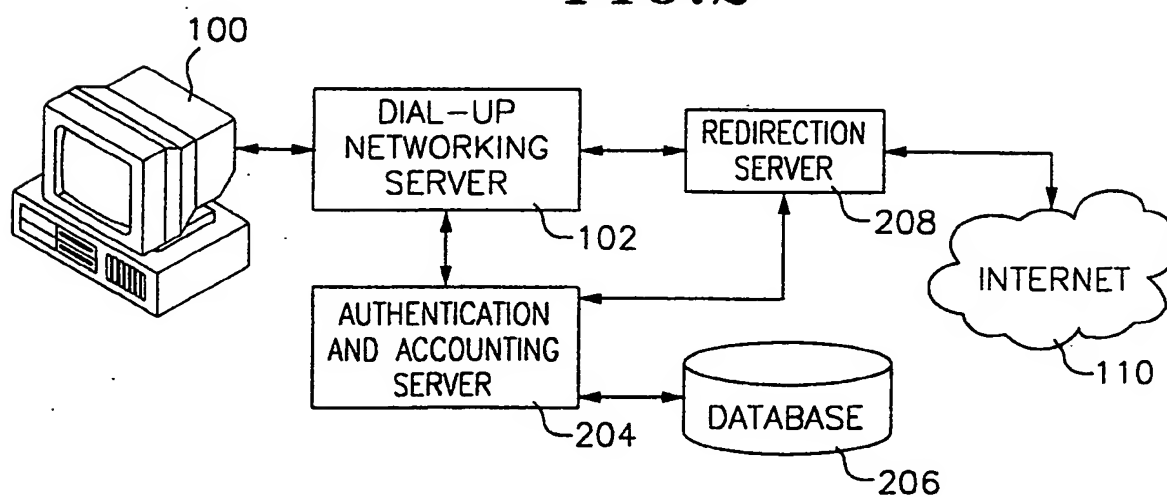 100
DIAL-UP
NETWORKING
SERVER
102
REDIRECTION
SERVER
208
INTERNET
110
AUTHENTICATION
AND ACCOUNTING
SERVER
204
DATABASE
206